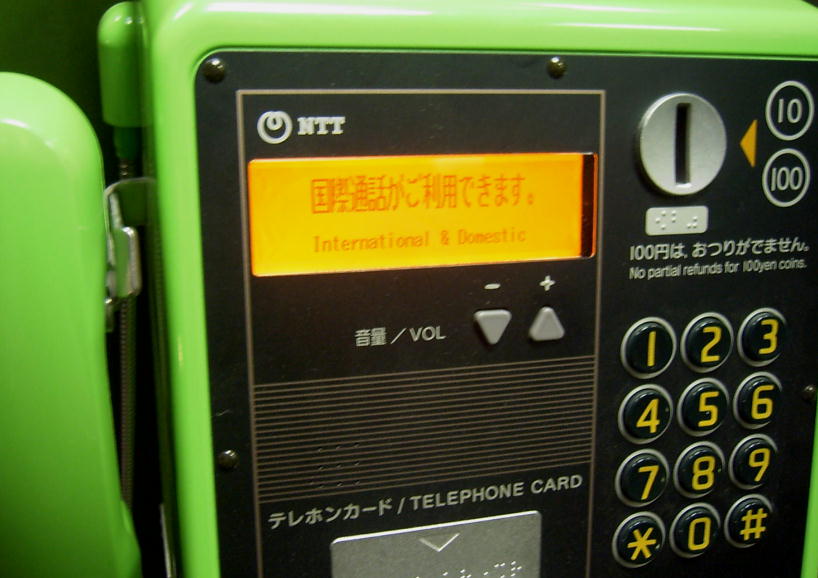 NTT
国際通話がご利用できます。
International & Domestic
10
100
100円は、おつりがでません。
No partial refunds for 100yen coins.
− +
音量／VOL
1 2 3
4 5 6
7 8 9
* 0 #
テレホンカード / TELEPHONE CARD